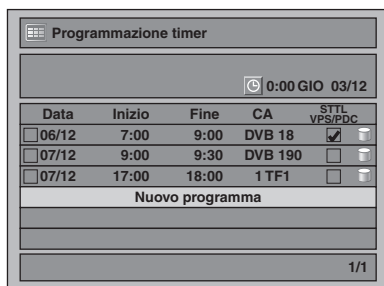 Programmazione timer
0:00 GIO 03/12
Data Inizio Fine CA STTL VPS/PDC
06/12 7:00 9:00 DVB 18
07/12 9:00 9:30 DVB 190
07/12 17:00 18:00 1 TF1
Nuovo programma
1/1